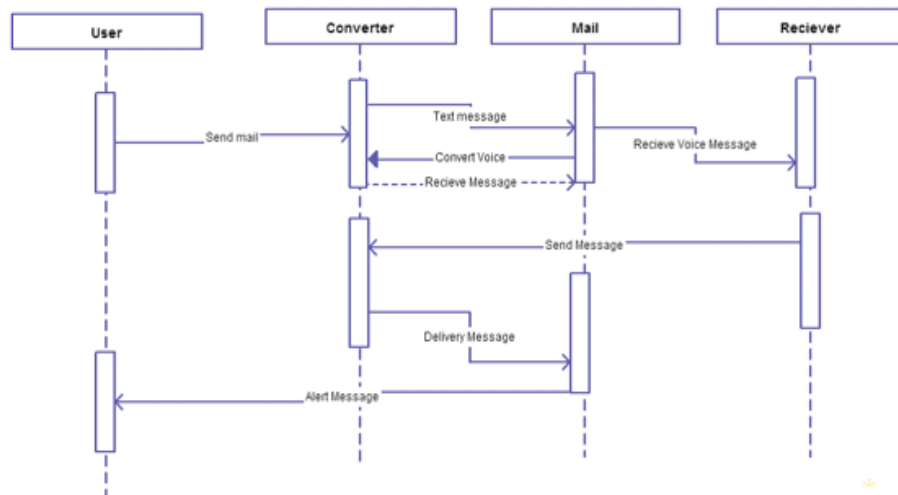 User
Converter
Mail
Reciever
Text message
Send mail
Recieve Voice Message
Convert Voice
Recieve Message
Send Message
Delivery Message
Alert Message